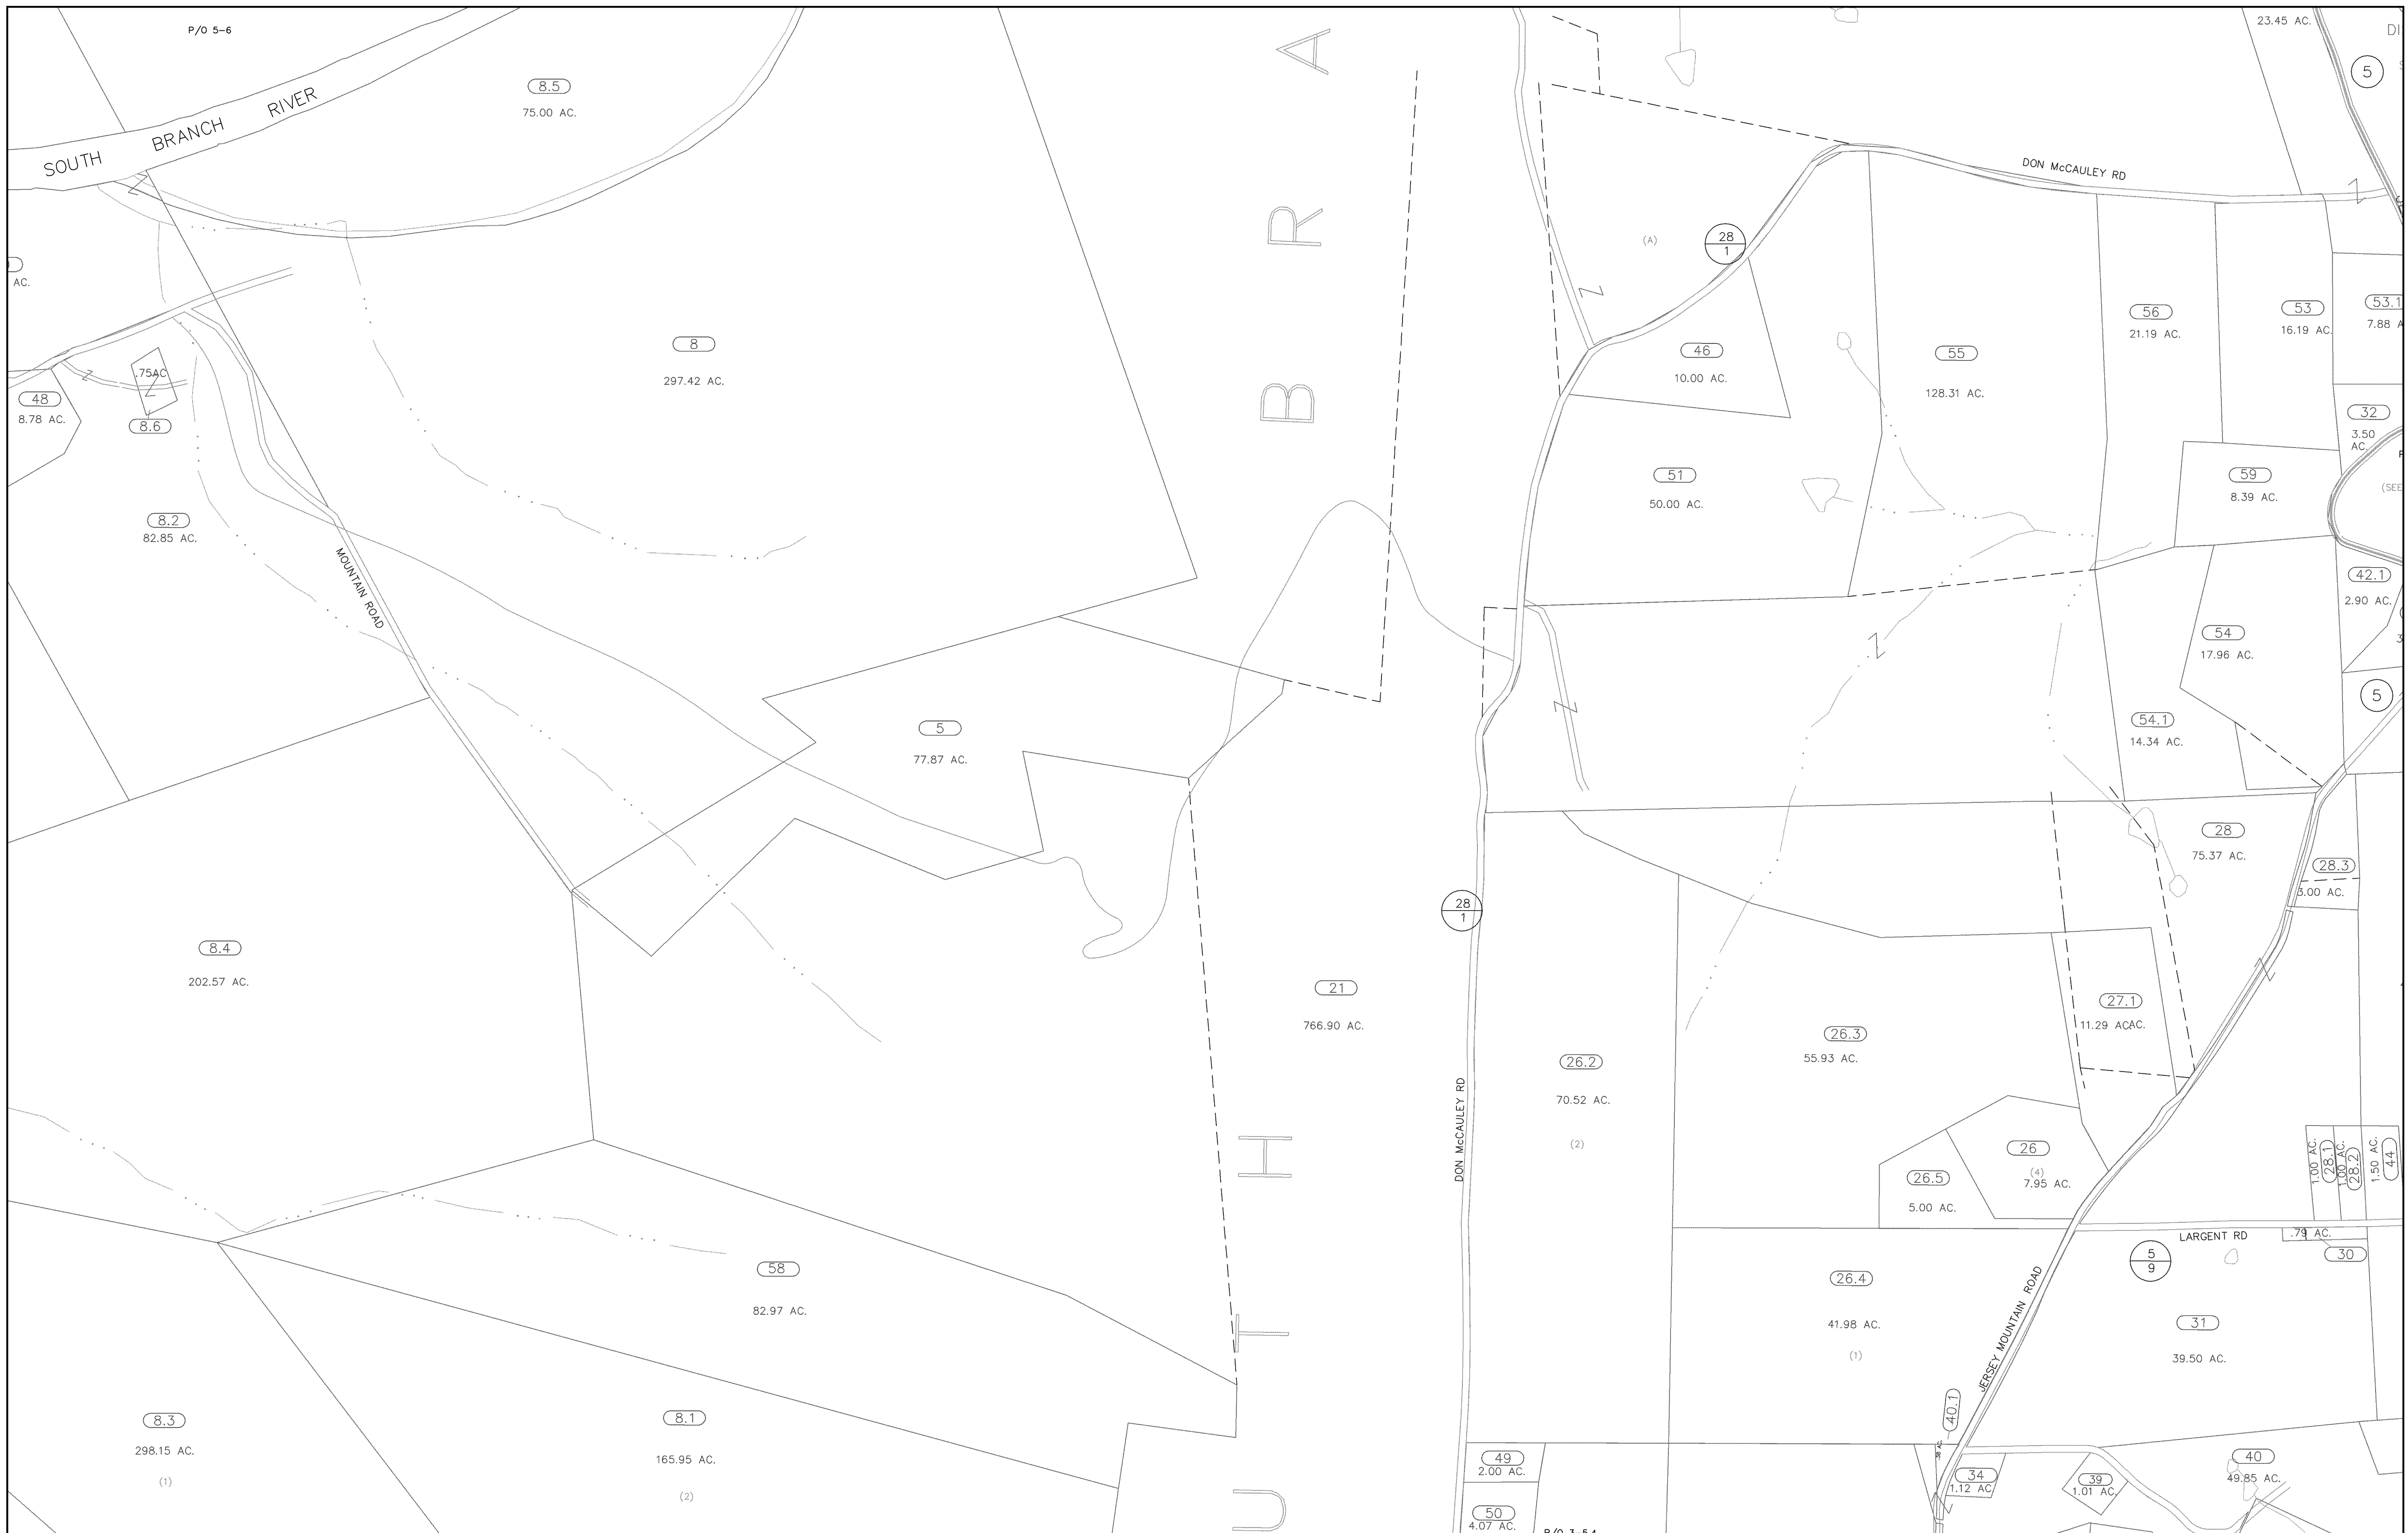 P/O 5-6
SOUTH BRANCH RIVER
8.5
75.00 AC.
A
R
B
H
T
U
23.45 AC.
5
DON McCAULEY RD
(A)
28
1
AC.
8
297.42 AC.
.75AC
8.6
48
8.78 AC.
8.2
82.85 AC.
MOUNTAIN ROAD
46
10.00 AC.
55
128.31 AC.
56
21.19 AC.
53
16.19 AC.
53.1
7.88
32
3.50
AC.
51
50.00 AC.
59
8.39 AC.
(SEE
42.1
2.90 AC.
54
17.96 AC.
5
54.1
14.34 AC.
5
77.87 AC.
28
75.37 AC.
28.3
3.00 AC.
28
1
8.4
202.57 AC.
21
766.90 AC.
27.1
11.29 ACAC.
26.3
55.93 AC.
26.2
70.52 AC.
(2)
DON McCAULEY RD
26
(4)
7.95 AC.
26.5
5.00 AC.
1.00 AC.
28.1
1.00 AC.
28.2
1.50 AC.
44
LARGENT RD
.79 AC.
30
5
9
58
82.97 AC.
26.4
41.98 AC.
(1)
JERSEY MOUNTAIN ROAD
31
39.50 AC.
8.3
298.15 AC.
(1)
8.1
165.95 AC.
(2)
40.1
49
2.00 AC.
50
4.07 AC.
34
1.12 AC.
39
1.01 AC.
40
49.85 AC.